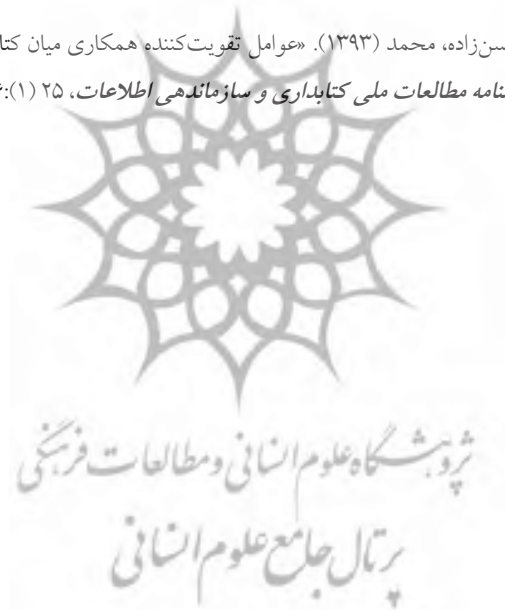 سن‌زاده، محمد (۱۳۹۳). «عوامل تقویت‌کننده همکاری میان
نامه مطالعات ملی کتابداری و سازماندهی اطلاعات، ۲۵ (۱):
پژوهشگاه علوم انسانی و مطالعات فرهنگی
پرتال جامع علوم انسانی